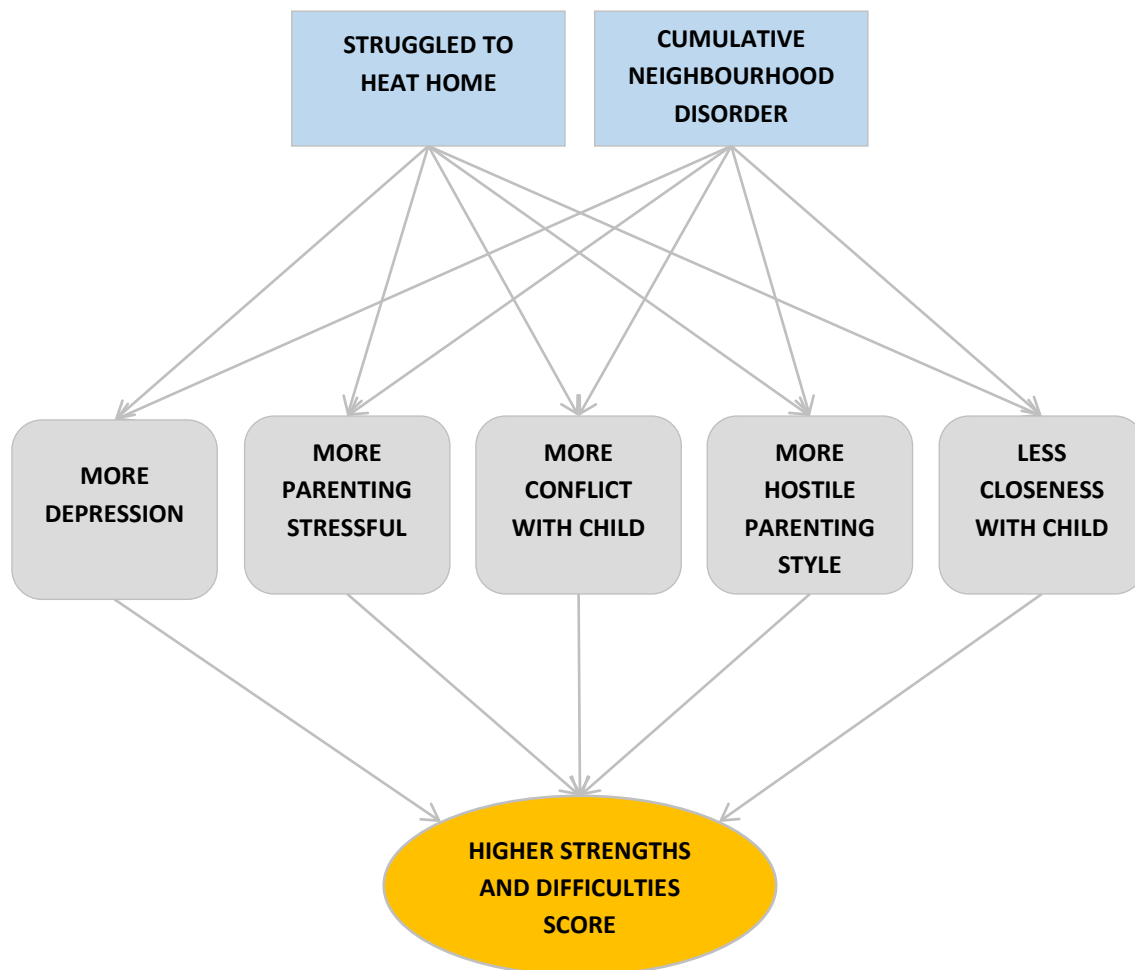 STRUGGLED TO
HEAT HOME
CUMULATIVE
NEIGHBOURHOOD
DISORDER
MORE
DEPRESSION
MORE
PARENTING
STRESSFUL
MORE
CONFLICT
WITH CHILD
MORE
HOSTILE
PARENTING
STYLE
LESS
CLOSENESS
WITH CHILD
HIGHER STRENGTHS
AND DIFFICULTIES
SCORE